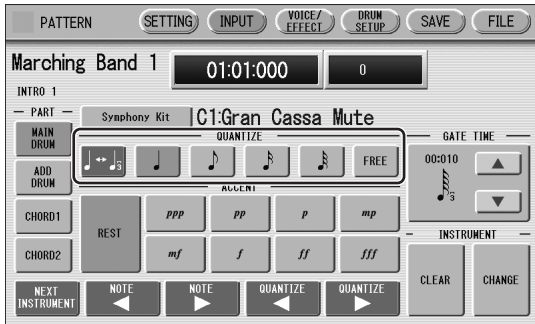 PATTERN SETTING INPUT VOICE/ EFFECT DRUM SETUP SAVE FILE
Marching Band 1 01:01:000 0
INTRO 1
PART Symphony Kit C1:Gran Cassa Mute
MAIN DRUM QUANTIZE GATE TIME
3 FREE 00:010
ADD DRUM ACCENT 3
CHORD1 REST ppp pp p mp
INSTRUMENT
CHORD2 mf f ff fff CLEAR CHANGE
NEXT INSTRUMENT NOTE NOTE QUANTIZE QUANTIZE